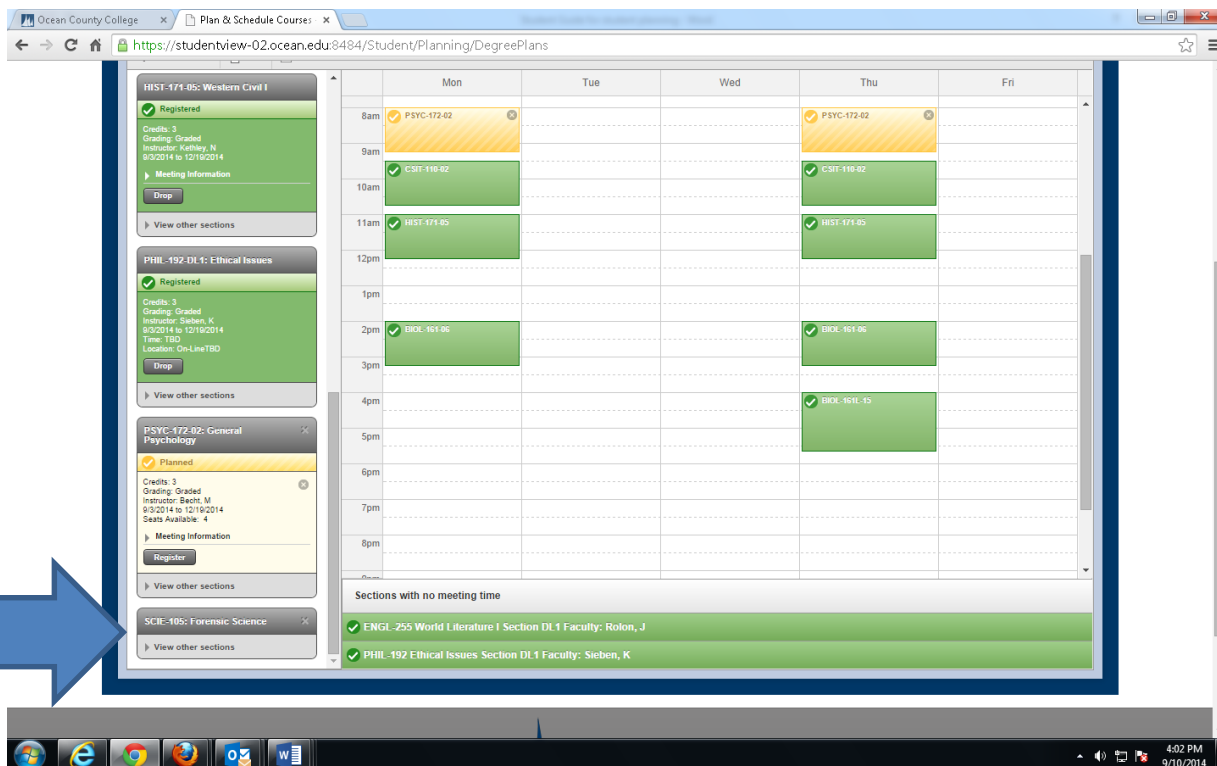 Ocean County College
Plan & Schedule Courses -
https://studentview-02.ocean.edu:8484/Student/Planning/DegreePlans
HIST-171-05: Western Civil I
Registered
Credits: 3
Grading: Graded
Instructor: Kethley, N
9/3/2014 to 12/19/2014
Meeting Information
Drop
View other sections
PHIL-192-DL1: Ethical Issues
Registered
Credits: 3
Grading: Graded
Instructor: Sieben, K
9/3/2014 to 12/19/2014
Time: TBD
Location: On-LineTBD
Drop
View other sections
PSYC-172-02: General
Psychology
Planned
Credits: 3
Grading: Graded
Instructor: Becht, M
9/3/2014 to 12/19/2014
Seats Available: 4
Meeting Information
Register
View other sections
SCIE-105: Forensic Science
View other sections
Mon Tue Wed Thu Fri
8am PSYC-172-02 PSYC-172-02
9am
CSIT-110-02 CSIT-110-02
10am
11am HIST-171-05 HIST-171-05
12pm
1pm
2pm BIOL-161-06 BIOL-161-06
3pm
4pm BIOL-161L-15
5pm
6pm
7pm
8pm
Sections with no meeting time
ENGL-255 World Literature I Section DL1 Faculty: Rolon, J
PHIL-192 Ethical Issues Section DL1 Faculty: Sieben, K
4:02 PM
9/10/2014